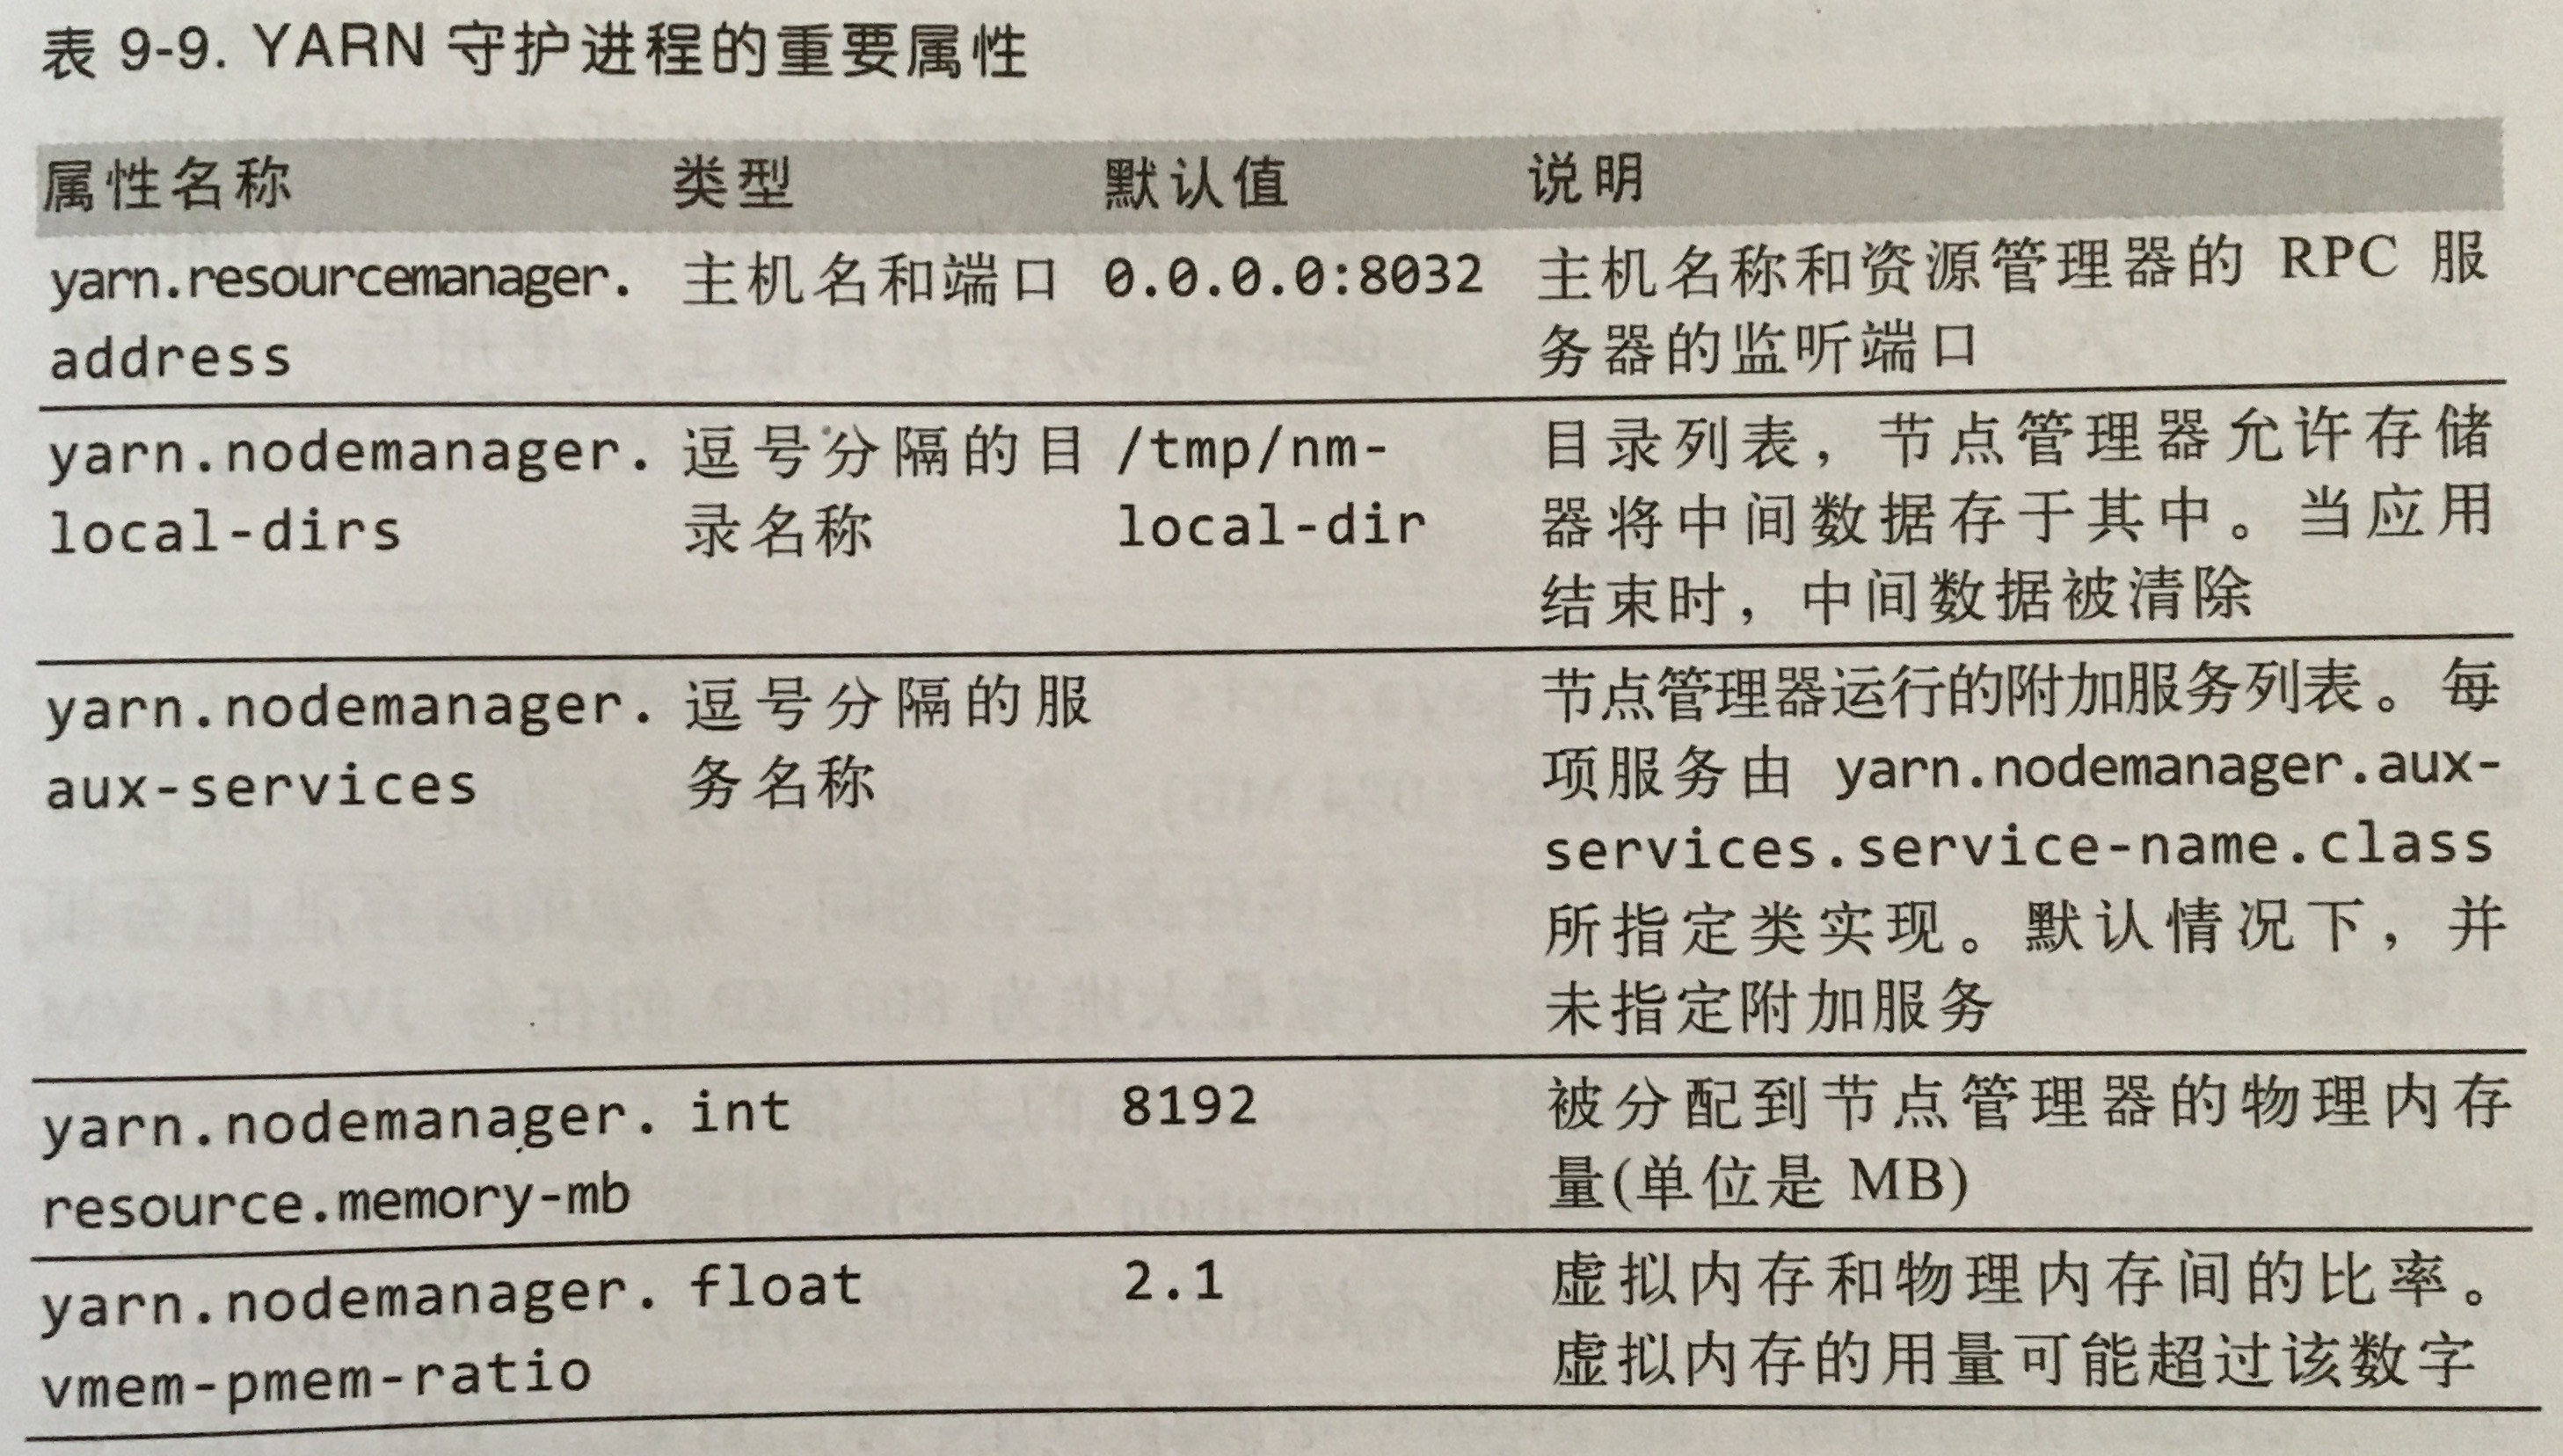 表 9-9. YARN 守护进程的重要属性
属性名称 类型 默认值 说明
yarn.resourcemanager. 主机名和端口 0.0.0.0:8032 主机名称和资源管理器的 RPC 服
address 务器的监听端口
yarn.nodemanager. 逗号分隔的目 /tmp/nm- 目录列表，节点管理器允许存储
local-dirs 录名称 local-dir 器将中间数据存于其中。当应用
结束时，中间数据被清除
yarn.nodemanager. 逗号分隔的服 节点管理器运行的附加服务列表。每
aux-services 务名称 项服务由 yarn.nodemanager.aux-
services.service-name.class
所指定类实现。默认情况下，并
未指定附加服务
yarn.nodemanager. int 8192 被分配到节点管理器的物理内存
resource.memory-mb 量(单位是 MB)
yarn.nodemanager. float 2.1 虚拟内存和物理内存间的比率。
vmem-pmem-ratio 虚拟内存的用量可能超过该数字